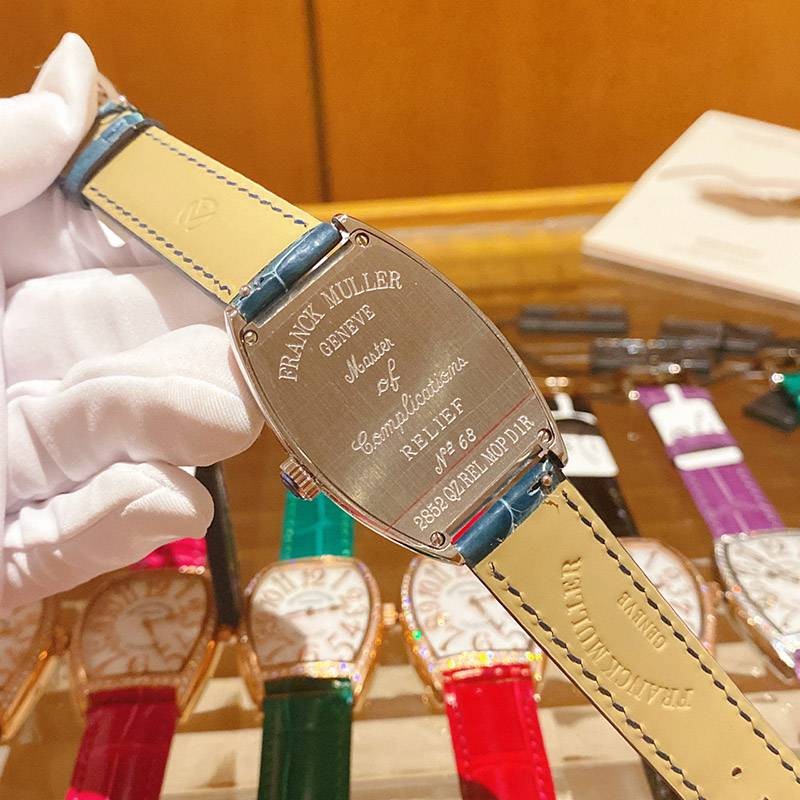 FRANCK MULLER
GENEVE
Master
of
Complications
RELIEF
Nº 68
2852 QZ REL MOP D 1R
FRANCK MULLER
GENEVE